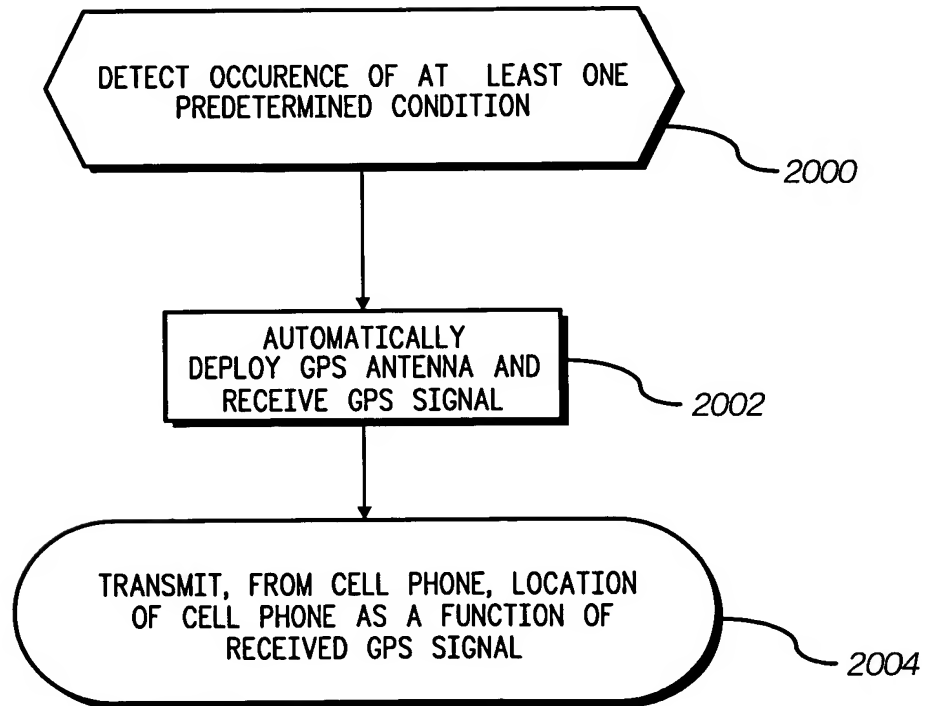 DETECT OCCURENCE OF AT LEAST ONE
PREDETERMINED CONDITION
2000
AUTOMATICALLY
DEPLOY GPS ANTENNA AND
RECEIVE GPS SIGNAL
2002
TRANSMIT, FROM CELL PHONE, LOCATION
OF CELL PHONE AS A FUNCTION OF
RECEIVED GPS SIGNAL
2004